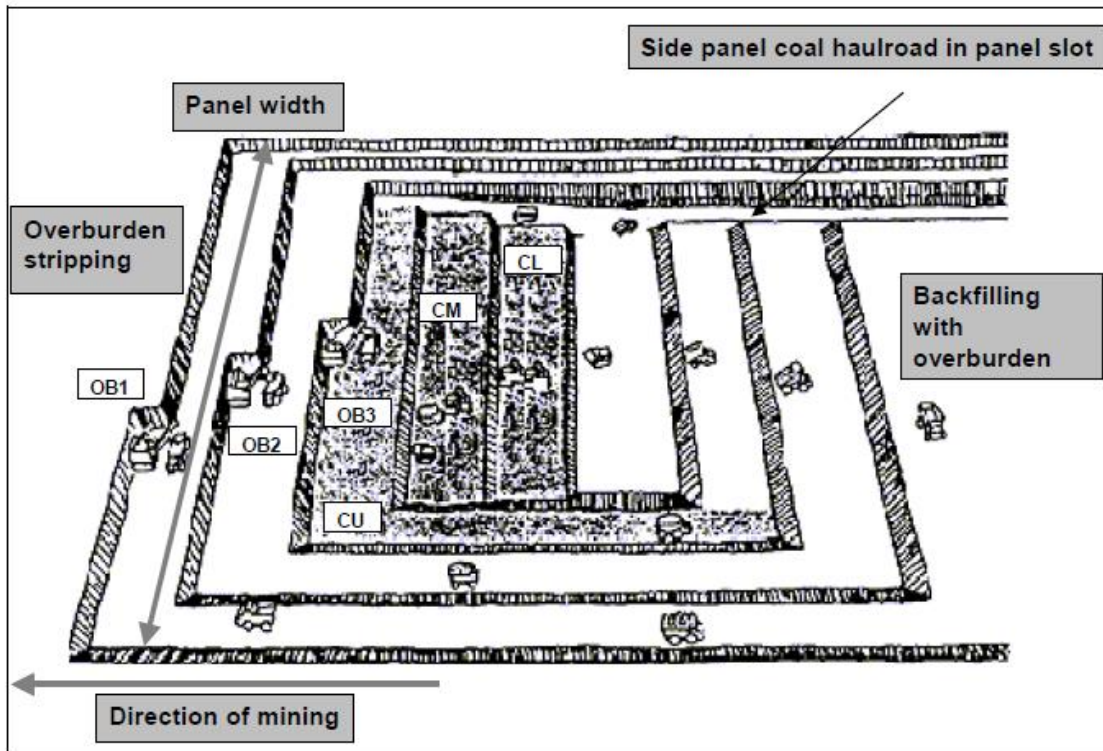 Side panel coal haulroad in panel slot
Panel width
Overburden
stripping
CL
CM
Backfilling
with
overburden
OB1
OB3
OB2
CU
Direction of mining